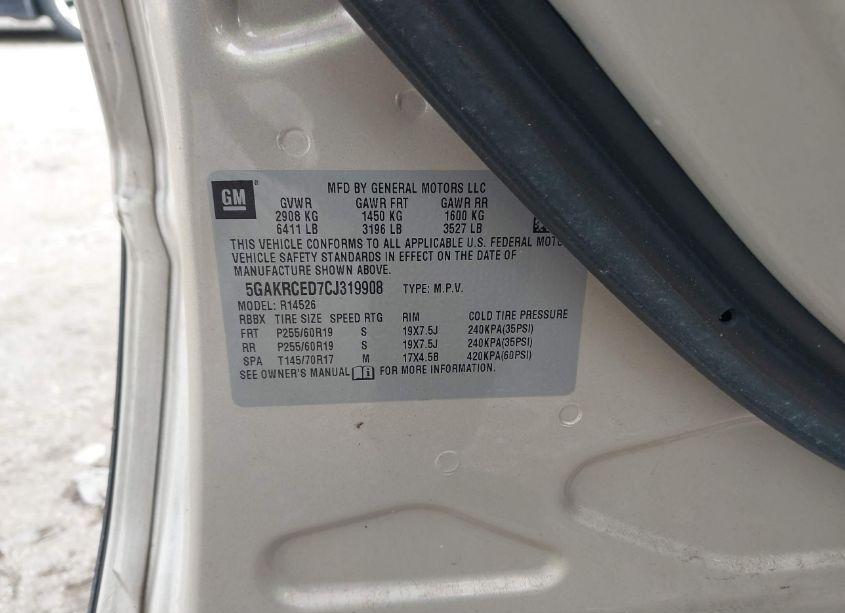 GM
MFD BY GENERAL MOTORS LLC
GVWR GAWR FRT GAWR RR
2908 KG 1450 KG 1600 KG
6411 LB 3196 LB 3527 LB
THIS VEHICLE CONFORMS TO ALL APPLICABLE U.S. FEDERAL
VEHICLE SAFETY STANDARDS IN EFFECT ON THE DATE OF
MANUFACTURE SHOWN ABOVE.
5GAKRCED7CJ319908 TYPE: M.P.V.
MODEL: R14526
RBBX TIRE SIZE SPEED RTG RIM COLD TIRE PRESSURE
FRT P255/60R19 S 19X7.5J 240KPA(35PSI)
RR P255/60R19 S 19X7.5J 240KPA(35PSI)
SPA T145/70R17 M 17X4.5B 420KPA(60PSI)
SEE OWNER'S MANUAL FOR MORE INFORMATION.